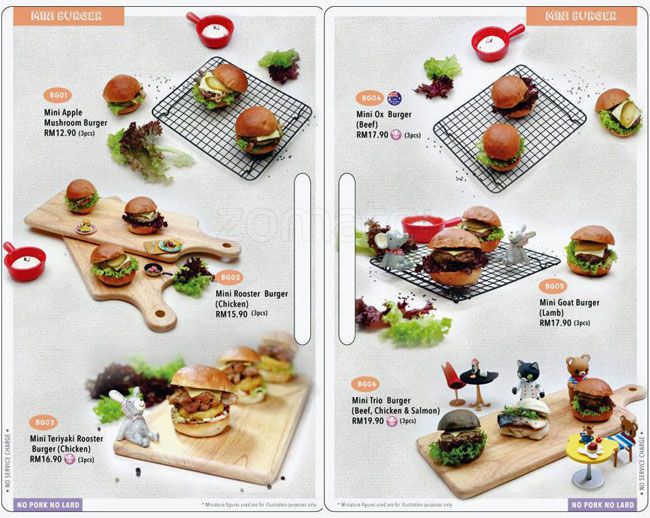 MINI BURGER
BG01
Mini Apple
Mushroom Burger
RM12.90 (3pcs)
BG02
Mini Rooster Burger
(Chicken)
RM15.90 (3pcs)
BG03
Mini Teriyaki Rooster
Burger (Chicken)
RM16.90 (3pcs)
• NO SERVICE CHARGE •
NO PORK NO LARD
* Miniature figures used are for illustration purposes only
MINI BURGER
BG04
Mini Ox Burger
(Beef)
RM17.90 (3pcs)
BG05
Mini Goat Burger
(Lamb)
RM17.90 (3pcs)
BG06
Mini Trio Burger
(Beef, Chicken & Salmon)
RM19.90 (3pcs)
* Miniature figures used are for illustration purposes only
NO PORK NO LARD
• NO SERVICE CHARGE •
zomato